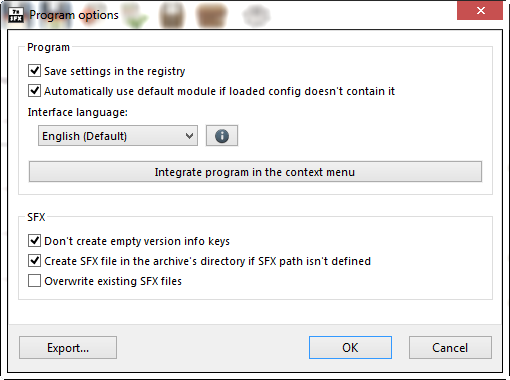 7z SFX
Program options
Program
Save settings in the registry
Automatically use default module if loaded config doesn't contain it
Interface language:
English (Default)
Integrate program in the context menu
SFX
Don't create empty version info keys
Create SFX file in the archive's directory if SFX path isn't defined
Overwrite existing SFX files
Export...
OK
Cancel